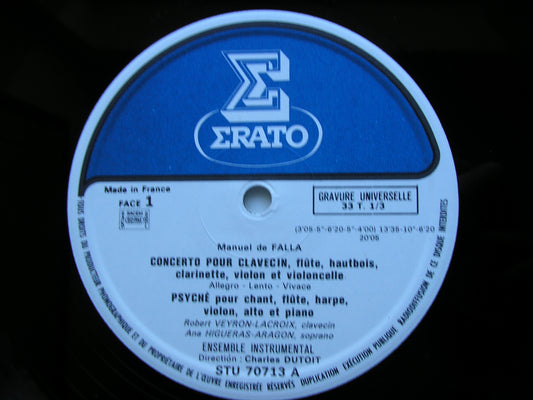 ΣRATO
Made in France
FACE 1
GRAVURE UNIVERSELLE
33 T. 1/3
(3'05-5"-6'20-5"-4'00) 13'35-10"-6'20
20'05
Manuel de FALLA
CONCERTO POUR CLAVECIN, flûte, hautbois,
clarinette, violon et violoncelle
Allegro - Lento - Vivace
PSYCHÉ pour chant, flûte, harpe,
violon, alto et piano
Robert VEYRON-LACROIX, clavecin
Ana HIGUERAS-ARAGON, soprano
ENSEMBLE INSTRUMENTAL
Direction : Charles DUTOIT
STU 70713 A
TOUS DROITS DU PRODUCTEUR PHONOGRAPHIQUE ET DU PROPRIÉTAIRE DE L'ŒUVRE ENREGISTRÉE RÉSERVÉS DUPLICATION EXÉCUTION PUBLIQUE RADIODIFFUSION DE CE DISQUE INTERDITES